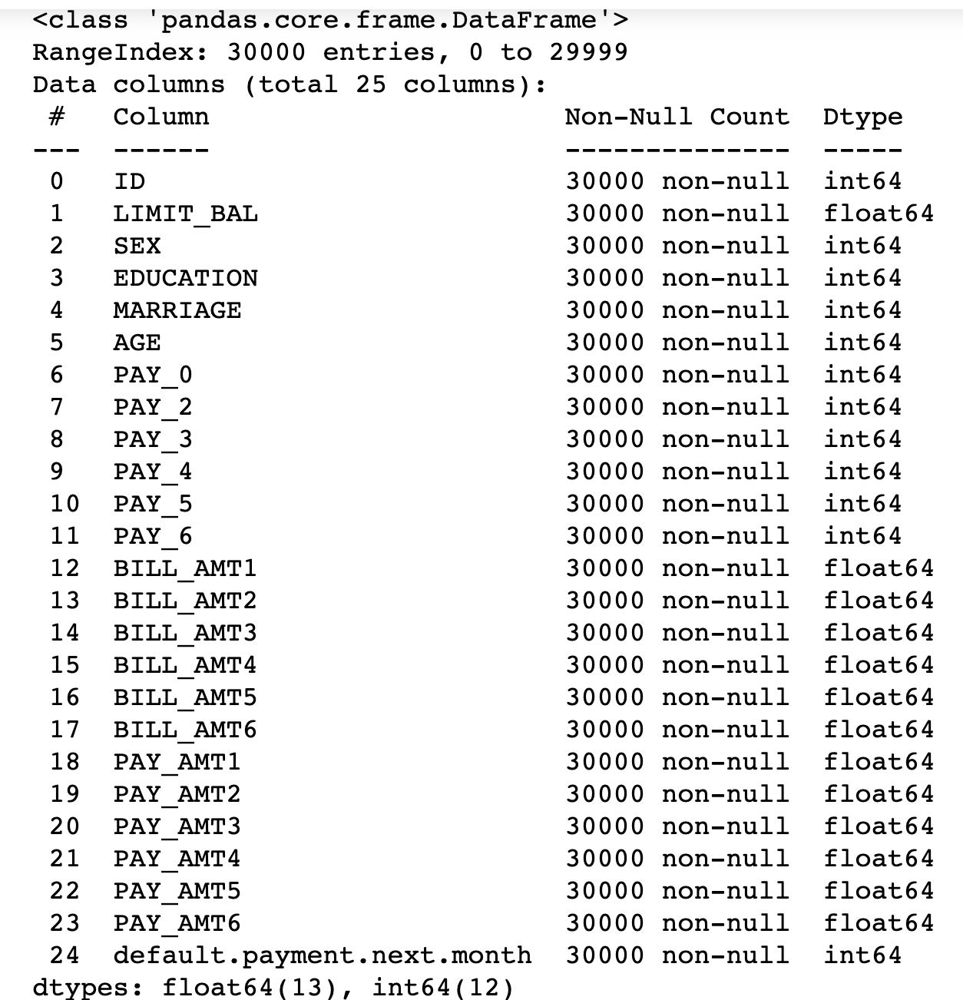 <class 'pandas.core.frame.DataFrame'>
RangeIndex: 30000 entries, 0 to 29999
Data columns (total 25 columns):
 #   Column                      Non-Null Count  Dtype
---  ------                      --------------  -----
 0   ID                          30000 non-null  int64
 1   LIMIT_BAL                   30000 non-null  float64
 2   SEX                         30000 non-null  int64
 3   EDUCATION                   30000 non-null  int64
 4   MARRIAGE                    30000 non-null  int64
 5   AGE                         30000 non-null  int64
 6   PAY_0                       30000 non-null  int64
 7   PAY_2                       30000 non-null  int64
 8   PAY_3                       30000 non-null  int64
 9   PAY_4                       30000 non-null  int64
 10  PAY_5                       30000 non-null  int64
 11  PAY_6                       30000 non-null  int64
 12  BILL_AMT1                   30000 non-null  float64
 13  BILL_AMT2                   30000 non-null  float64
 14  BILL_AMT3                   30000 non-null  float64
 15  BILL_AMT4                   30000 non-null  float64
 16  BILL_AMT5                   30000 non-null  float64
 17  BILL_AMT6                   30000 non-null  float64
 18  PAY_AMT1                    30000 non-null  float64
 19  PAY_AMT2                    30000 non-null  float64
 20  PAY_AMT3                    30000 non-null  float64
 21  PAY_AMT4                    30000 non-null  float64
 22  PAY_AMT5                    30000 non-null  float64
 23  PAY_AMT6                    30000 non-null  float64
 24  default.payment.next.month  30000 non-null  int64
dtypes: float64(13), int64(12)